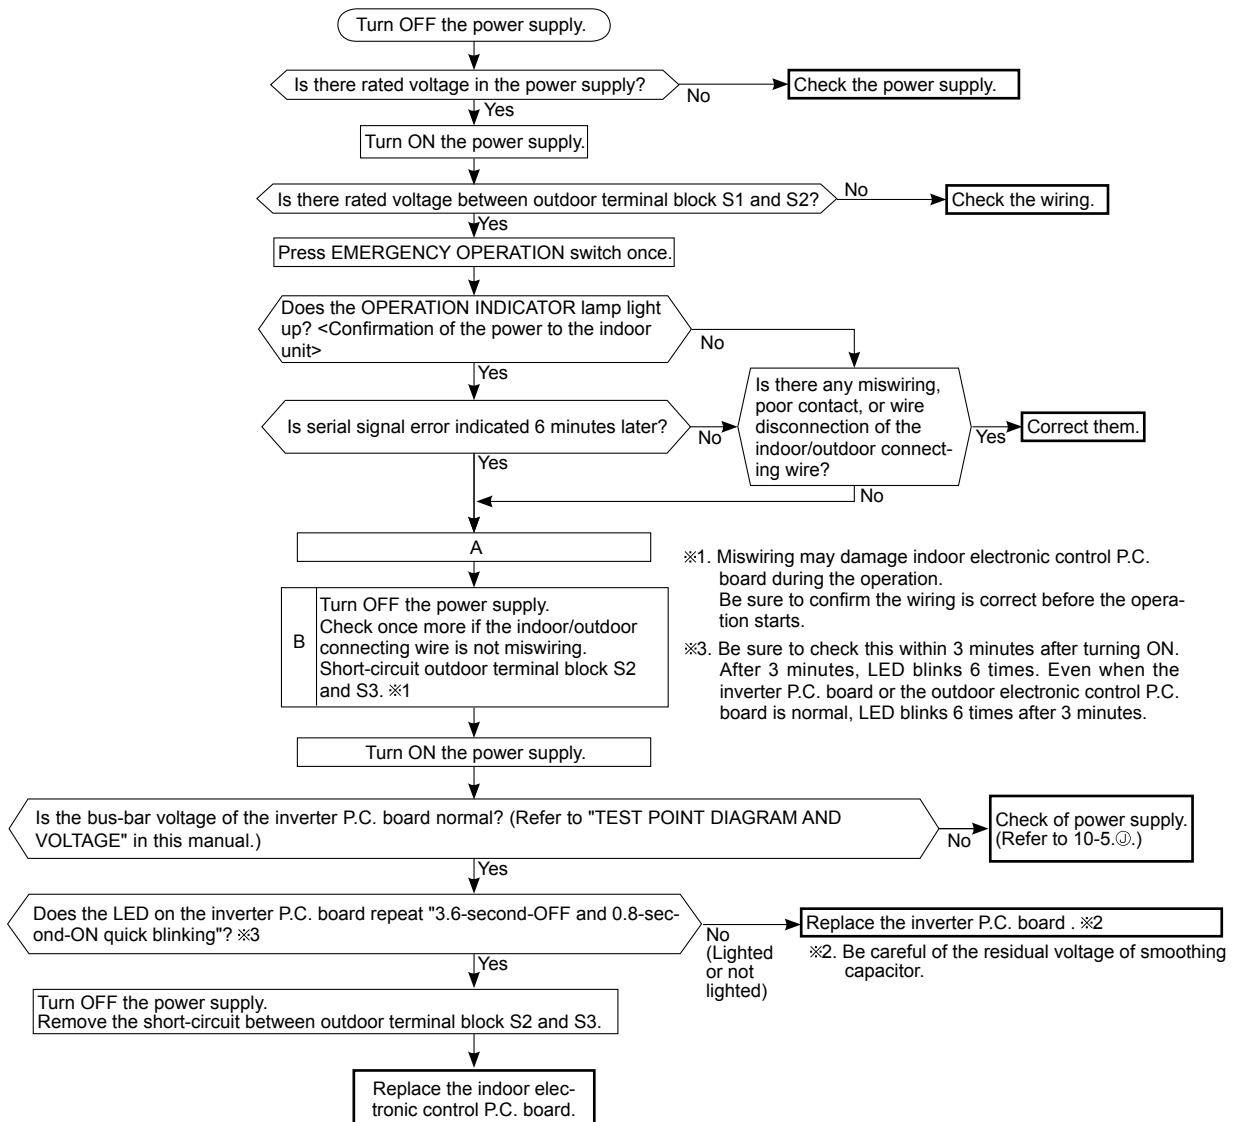 Turn OFF the power supply.
Is there rated voltage in the power supply?
No
Check the power supply.
Yes
Turn ON the power supply.
Is there rated voltage between outdoor terminal block S1 and S2?
No
Check the wiring.
Yes
Press EMERGENCY OPERATION switch once.
Does the OPERATION INDICATOR lamp light
up? <Confirmation of the power to the indoor
unit>
No
Yes
Is there any miswiring,
poor contact, or wire
disconnection of the
indoor/outdoor connect-
ing wire?
Is serial signal error indicated 6 minutes later?
No
Yes
Correct them.
Yes
No
A
B
Turn OFF the power supply.
Check once more if the indoor/outdoor
connecting wire is not miswiring.
Short-circuit outdoor terminal block S2
and S3. ※1
※1. Miswiring may damage indoor electronic control P.C.
board during the operation.
Be sure to confirm the wiring is correct before the opera-
tion starts.
※3. Be sure to check this within 3 minutes after turning ON.
After 3 minutes, LED blinks 6 times. Even when the
inverter P.C. board or the outdoor electronic control P.C.
board is normal, LED blinks 6 times after 3 minutes.
Turn ON the power supply.
Is the bus-bar voltage of the inverter P.C. board normal? (Refer to "TEST POINT DIAGRAM AND
VOLTAGE" in this manual.)
No
Check of power supply.
(Refer to 10-5.Ⓙ.)
Yes
Does the LED on the inverter P.C. board repeat "3.6-second-OFF and 0.8-sec-
ond-ON quick blinking"? ※3
No
(Lighted
or not
lighted)
Replace the inverter P.C. board . ※2
※2. Be careful of the residual voltage of smoothing
capacitor.
Yes
Turn OFF the power supply.
Remove the short-circuit between outdoor terminal block S2 and S3.
Replace the indoor elec-
tronic control P.C. board.